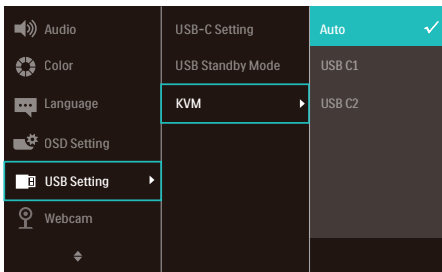 Audio
Color
Language
OSD Setting
USB Setting
Webcam
USB-C Setting
USB Standby Mode
KVM
Auto
USB C1
USB C2